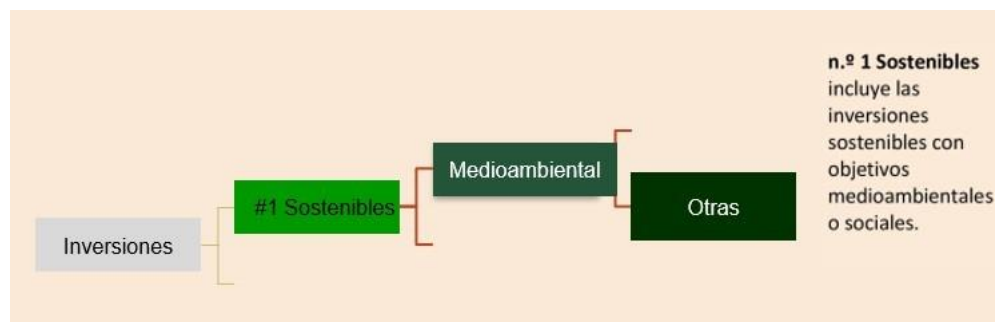 n.º 1 Sostenibles
incluye las
inversiones
sostenibles con
objetivos
medioambientales
o sociales.
Medioambiental
#1 Sostenibles
Otras
Inversiones